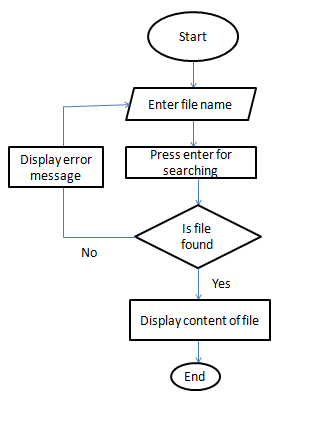 Start
Enter file name
Press enter for
searching
Display error
message
Is file
found
No
Yes
Display content of file
End